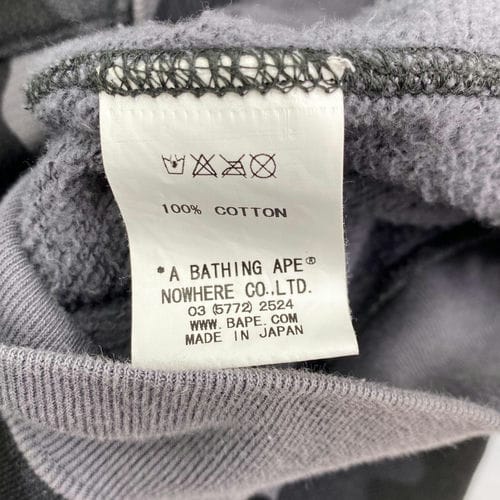 100% COTTON
*A BATHING APE®
NOWHERE CO.,LTD.
03 (5772) 2524
WWW. BAPE. COM
MADE IN JAPAN